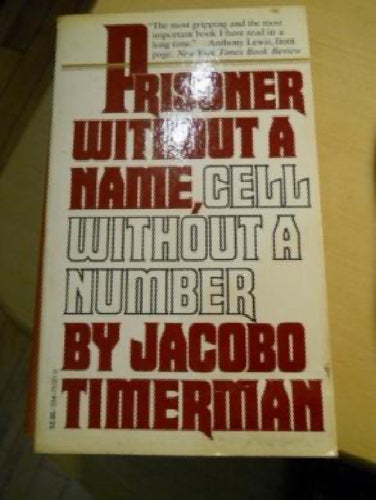 "The most gripping and the most
important book I have read in a
long time." —Anthony Lewis, front
page, New York Times Book Review
PRISONER
WITHOUT A
NAME, CELL
WITHOUT A
NUMBER
BY JACOBO
TIMERMAN